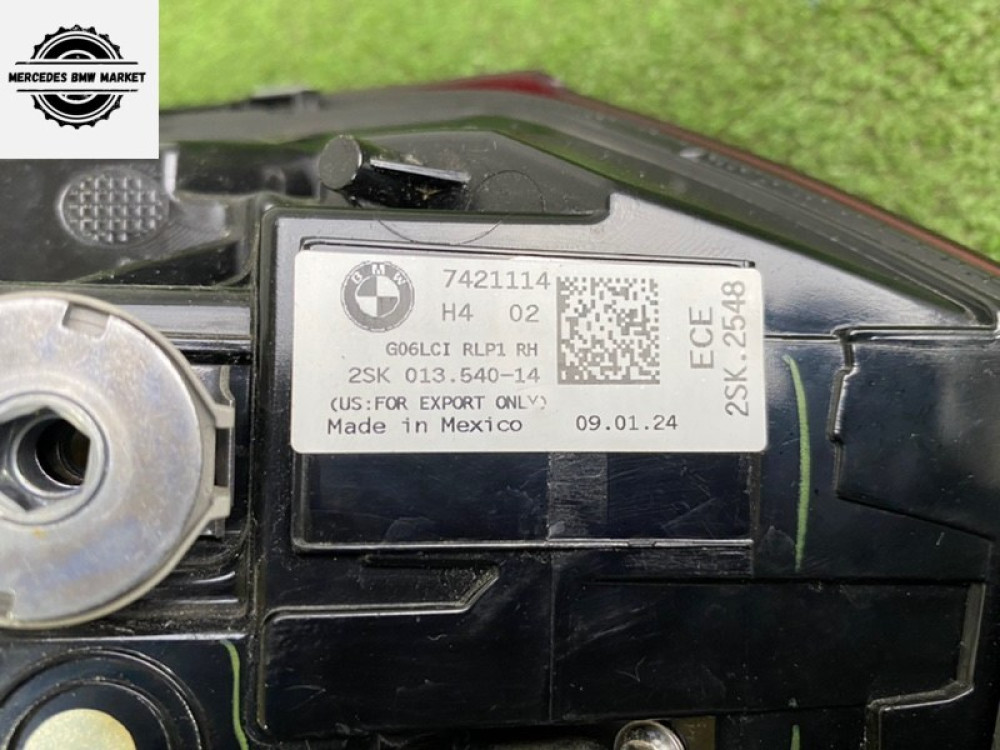 MERCEDES BMW MARKET
BMW
7421114
H4 02
G06LCI RLP1 RH
2SK 013.540-14
(US:FOR EXPORT ONLY)
Made in Mexico
09.01.24
ECE
2SK.2548